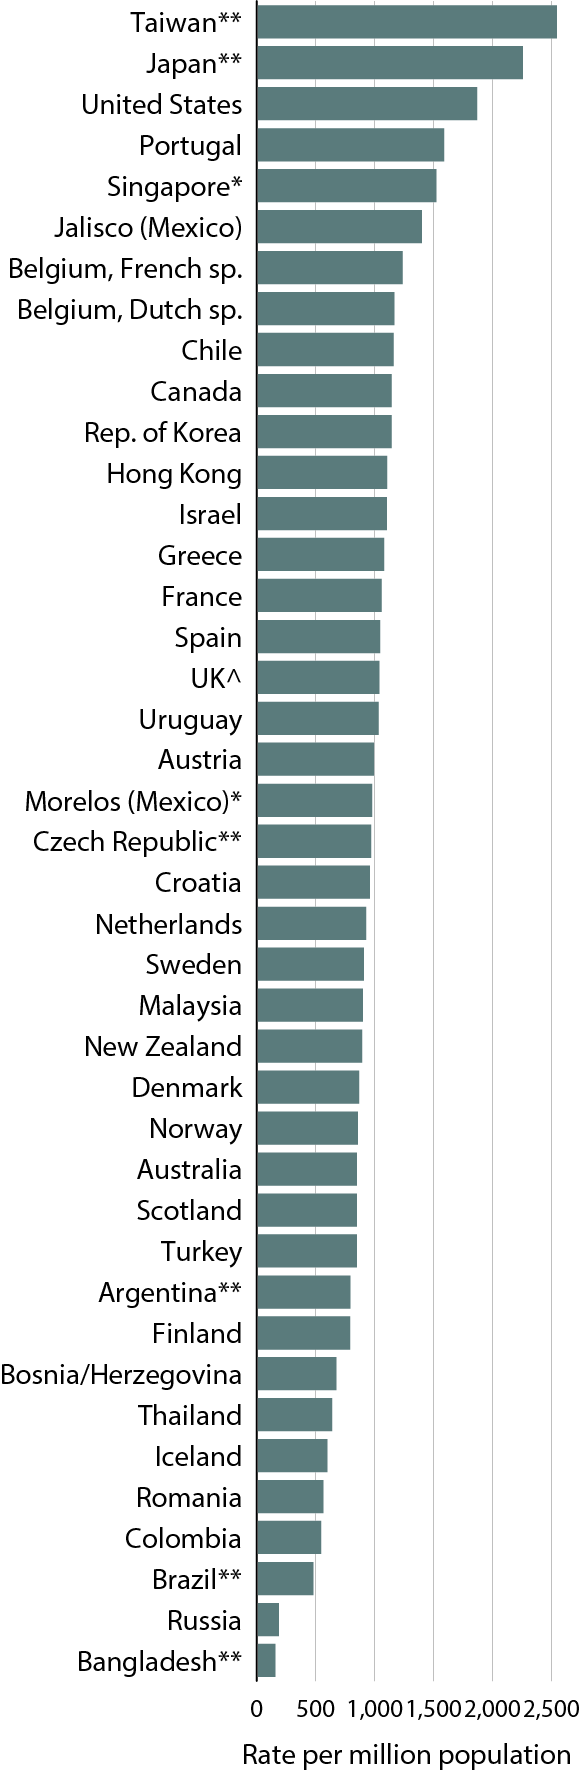 Taiwan**
Japan**
United States
Portugal
Singapore*
Jalisco (Mexico)
Belgium, French sp.
Belgium, Dutch sp.
Chile
Canada
Rep. of Korea
Hong Kong
Israel
Greece
France
Spain
UK^
Uruguay
Austria
Morelos (Mexico)*
Czech Republic**
Croatia
Netherlands
Sweden
Malaysia
New Zealand
Denmark
Norway
Australia
Scotland
Turkey
Argentina**
Finland
Bosnia/Herzegovina
Thailand
Iceland
Romania
Colombia
Brazil**
Russia
Bangladesh**
0 500 1,000 1,500 2,000 2,500
Rate per million population